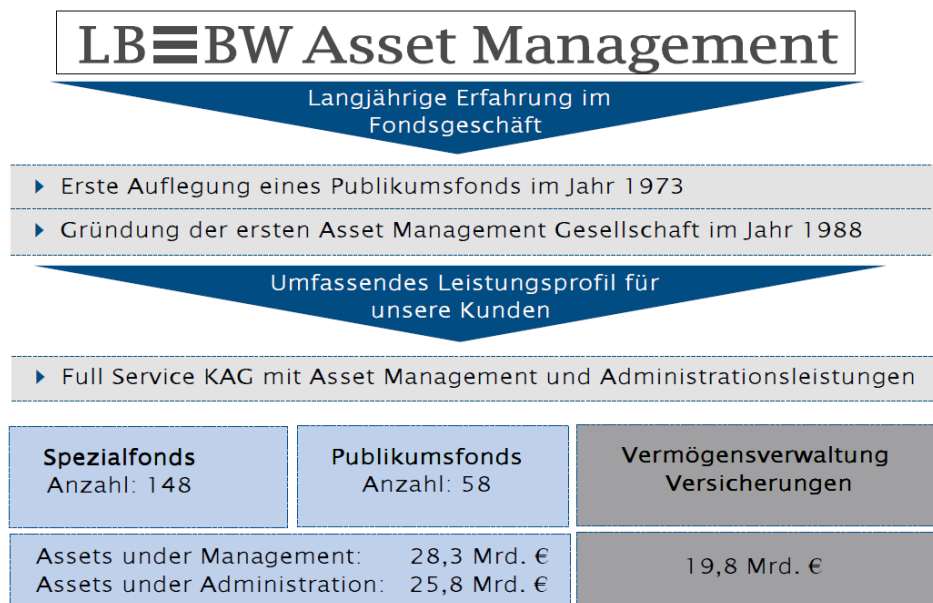 LBBW Asset Management
Langjährige Erfahrung im
Fondsgeschäft
Erste Auflegung eines Publikumsfonds im Jahr 1973
Gründung der ersten Asset Management Gesellschaft im Jahr 1988
Umfassendes Leistungsprofil für
unsere Kunden
Full Service KAG mit Asset Management und Administrationsleistungen
Spezialfonds
Anzahl: 148
Publikumsfonds
Anzahl: 58
Vermögensverwaltung
Versicherungen
Assets under Management: 28,3 Mrd. €
Assets under Administration: 25,8 Mrd. €
19,8 Mrd. €